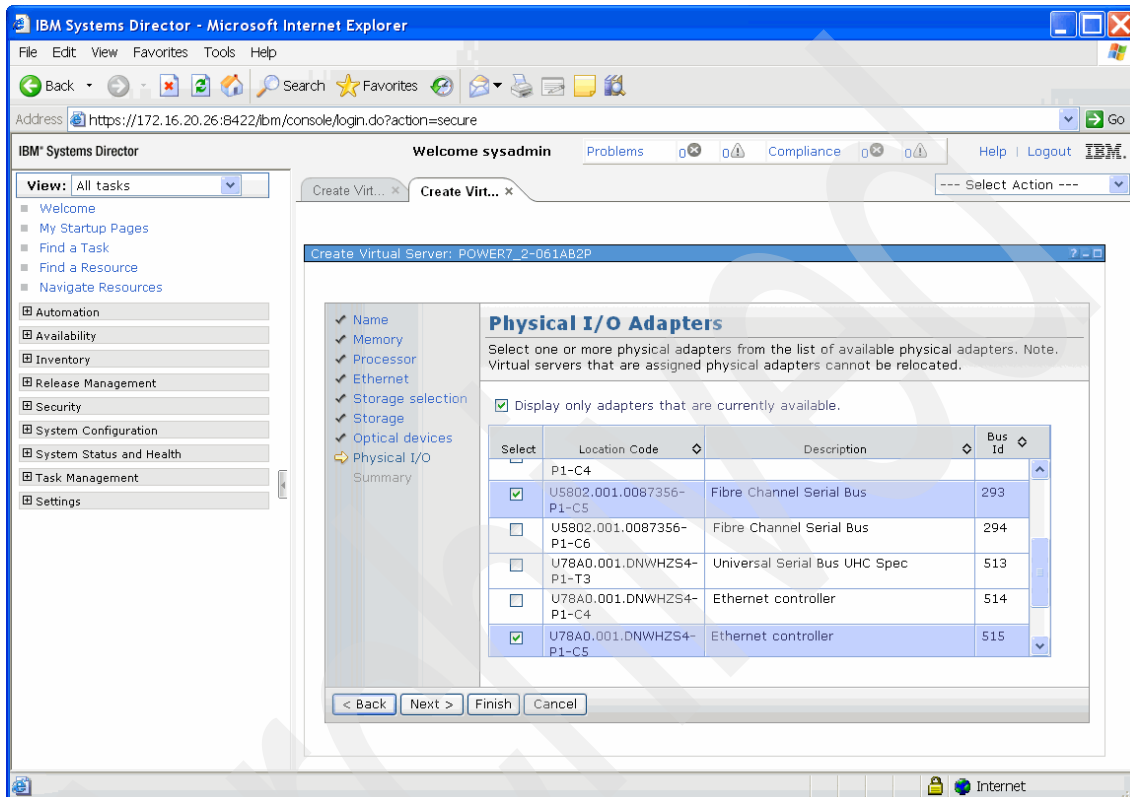 IBM Systems Director - Microsoft Internet Explorer
File Edit View Favorites Tools Help
Back Search Favorites
Address https://172.16.20.26:8422/ibm/console/login.do?action=secure Go
IBM® Systems Director Welcome sysadmin Problems 0 0 Compliance 0 0 Help | Logout IBM.
View: All tasks
Create Virt... × Create Virt... × --- Select Action ---
Welcome
My Startup Pages
Find a Task
Find a Resource
Navigate Resources
Automation
Availability
Inventory
Release Management
Security
System Configuration
System Status and Health
Task Management
Settings
Create Virtual Server: POWER7_2-061AB2P
Name
Memory
Processor
Ethernet
Storage selection
Storage
Optical devices
Physical I/O
Summary
Physical I/O Adapters
Select one or more physical adapters from the list of available physical adapters. Note.
Virtual servers that are assigned physical adapters cannot be relocated.
Display only adapters that are currently available.
Select Location Code Description Bus Id
P1-C4
U5802.001.0087356- Fibre Channel Serial Bus 293
P1-C5
U5802.001.0087356- Fibre Channel Serial Bus 294
P1-C6
U78A0.001.DNWHZS4- Universal Serial Bus UHC Spec 513
P1-T3
U78A0.001.DNWHZS4- Ethernet controller 514
P1-C4
U78A0.001.DNWHZS4- Ethernet controller 515
P1-C5
< Back Next > Finish Cancel
Internet